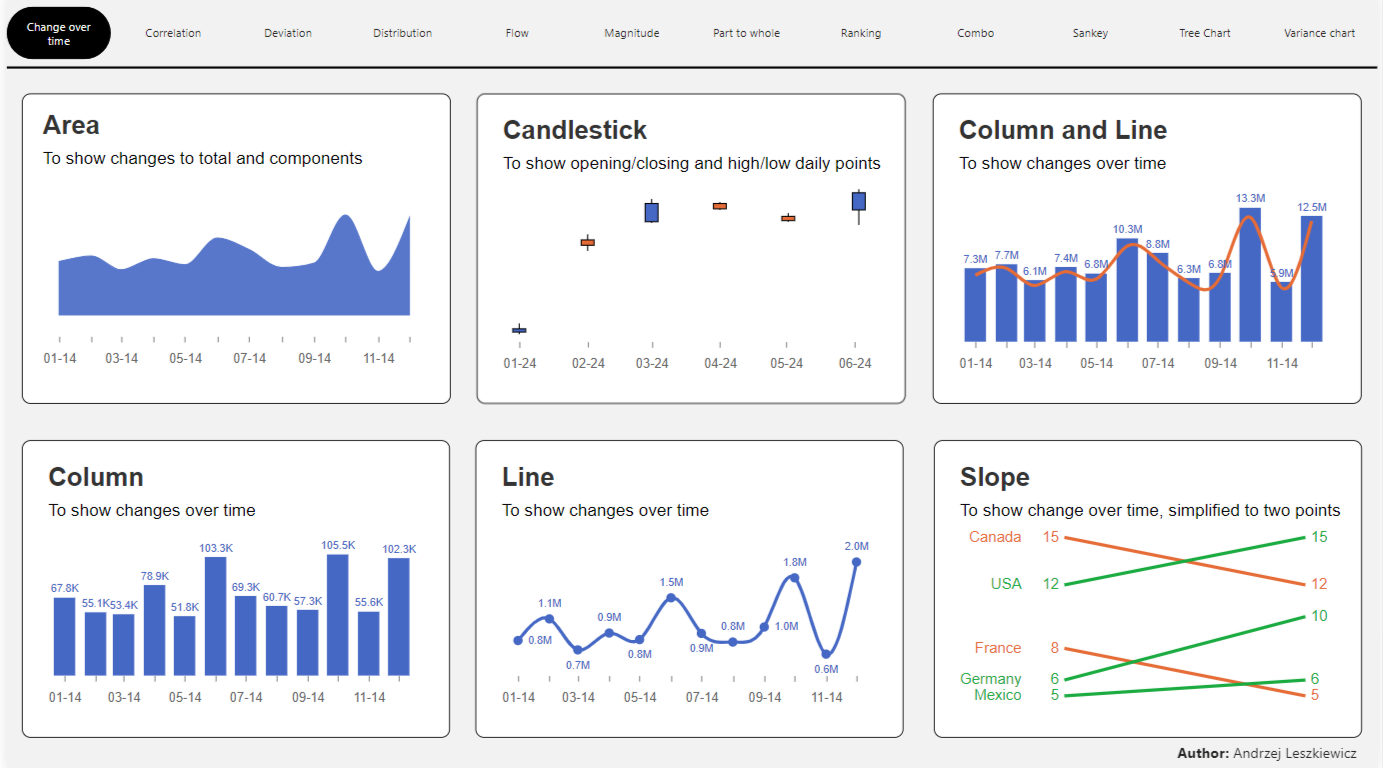 Change over
time
Correlation
Deviation
Distribution
Flow
Magnitude
Part to whole
Ranking
Combo
Sankey
Tree Chart
Variance chart
Area
To show changes to total and components
01-14 03-14 05-14 07-14 09-14 11-14
Candlestick
To show opening/closing and high/low daily points
01-24 02-24 03-24 04-24 05-24 06-24
Column and Line
To show changes over time
7.3M 7.7M 6.1M 7.4M 6.8M 10.3M 8.8M 6.3M 6.8M 13.3M 5.9M 12.5M
01-14 03-14 05-14 07-14 09-14 11-14
Column
To show changes over time
67.8K 55.1K 53.4K 78.9K 51.8K 103.3K 69.3K 60.7K 57.3K 105.5K 55.6K 102.3K
01-14 03-14 05-14 07-14 09-14 11-14
Line
To show changes over time
0.8M 1.1M 0.7M 0.9M 0.8M 1.5M 0.9M 0.8M 1.0M 1.8M 0.6M 2.0M
01-14 03-14 05-14 07-14 09-14 11-14
Slope
To show change over time, simplified to two points
Canada 15 15
USA 12 12
10
France 8
Germany 6 6
Mexico 5 5
Author: Andrzej Leszkiewicz